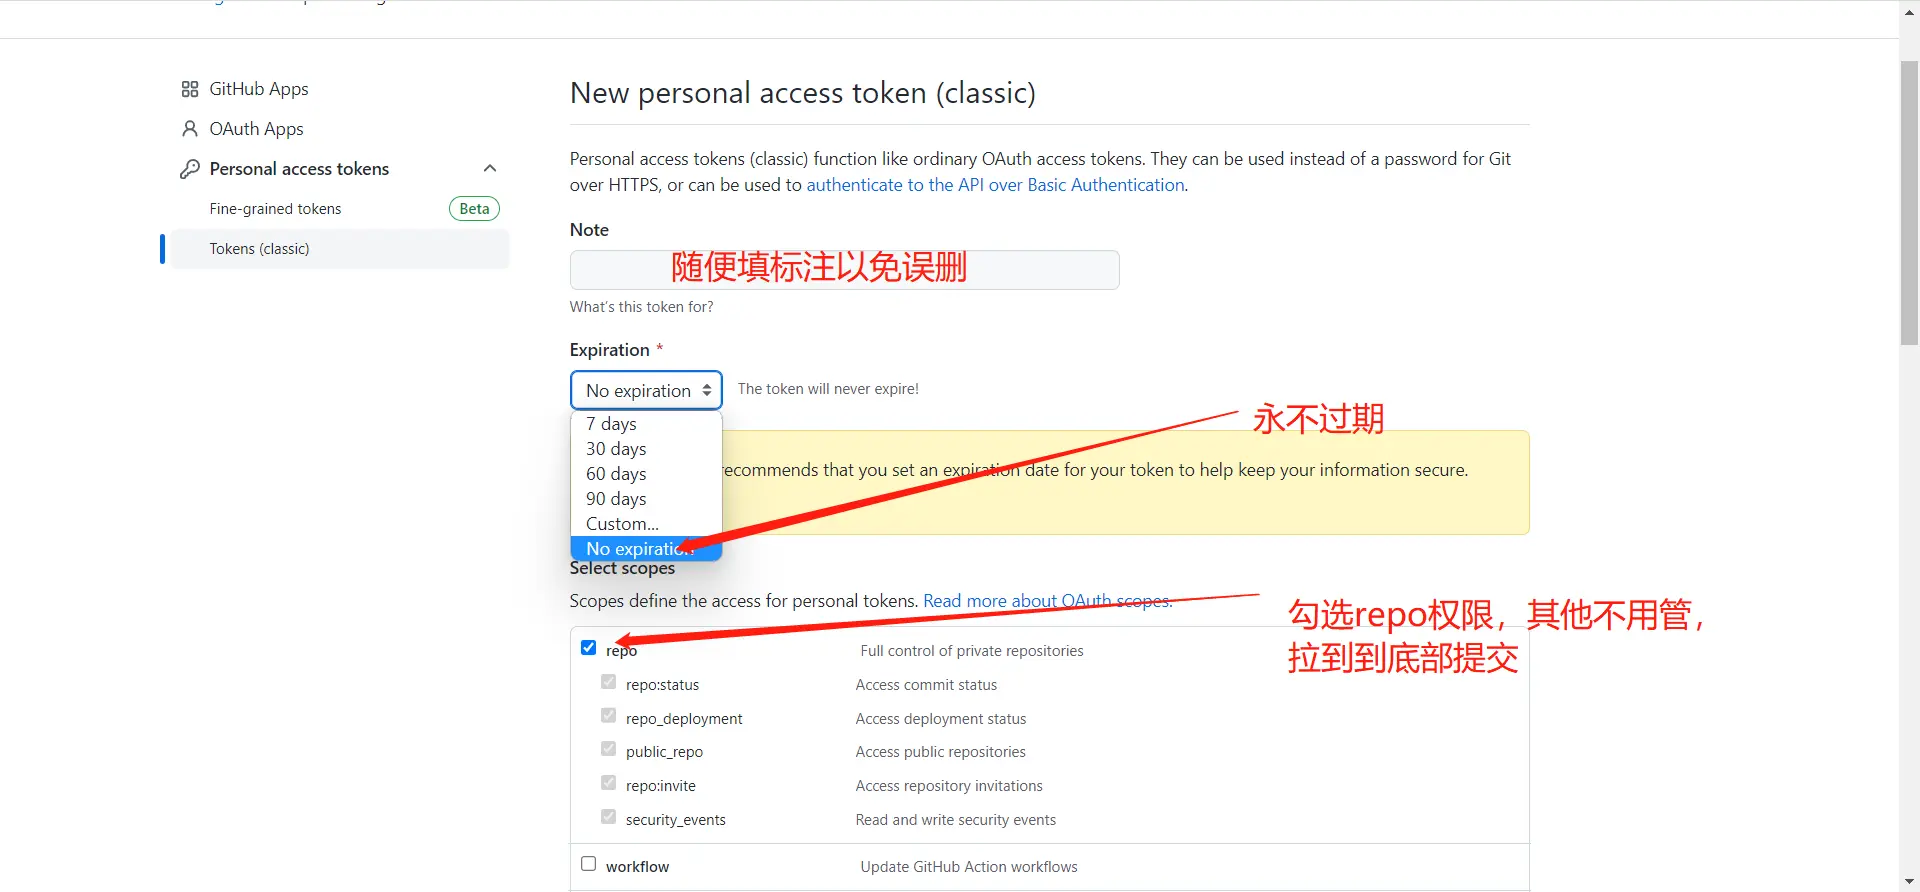 GitHub Apps
OAuth Apps
Personal access tokens
Fine-grained tokens
Beta
Tokens (classic)
New personal access token (classic)
Personal access tokens (classic) function like ordinary OAuth access tokens. They can be used instead of a password for Git
over HTTPS, or can be used to authenticate to the API over Basic Authentication.
Note
随便填标注以免误删
What's this token for?
Expiration *
No expiration
The token will never expire!
7 days
30 days
60 days
90 days
Custom...
No expiration
永不过期
recommends that you set an expiration date for your token to help keep your information secure.
Select scopes
Scopes define the access for personal tokens. Read more about OAuth scopes.
勾选repo权限，其他不用管，
拉到到底部提交
repo Full control of private repositories
repo:status Access commit status
repo_deployment Access deployment status
public_repo Access public repositories
repo:invite Access repository invitations
security_events Read and write security events
workflow Update GitHub Action workflows